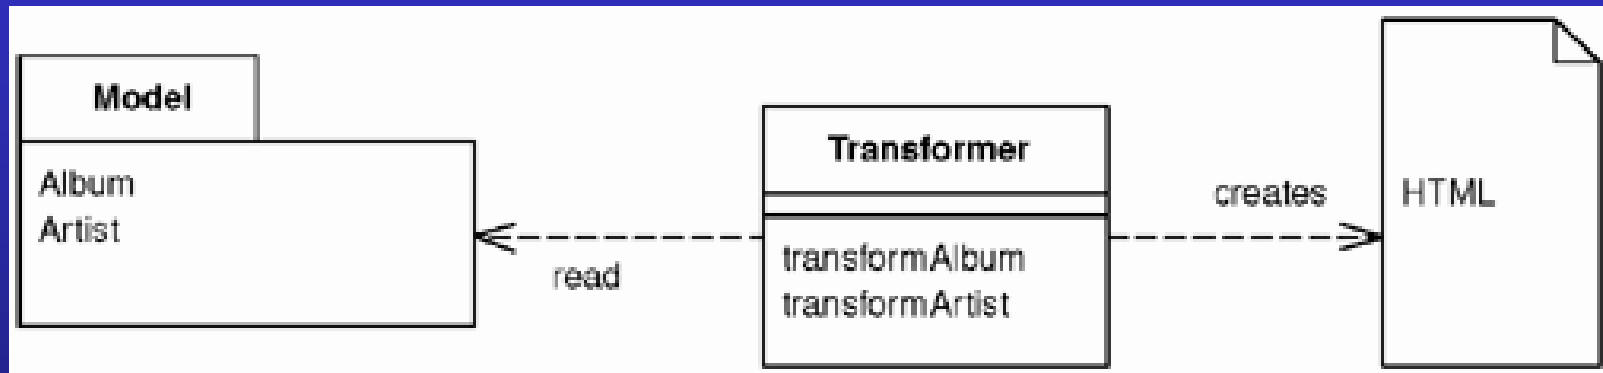 Model
Album
Artist
read
Transformer
transformAlbum
transformArtist
creates
HTML